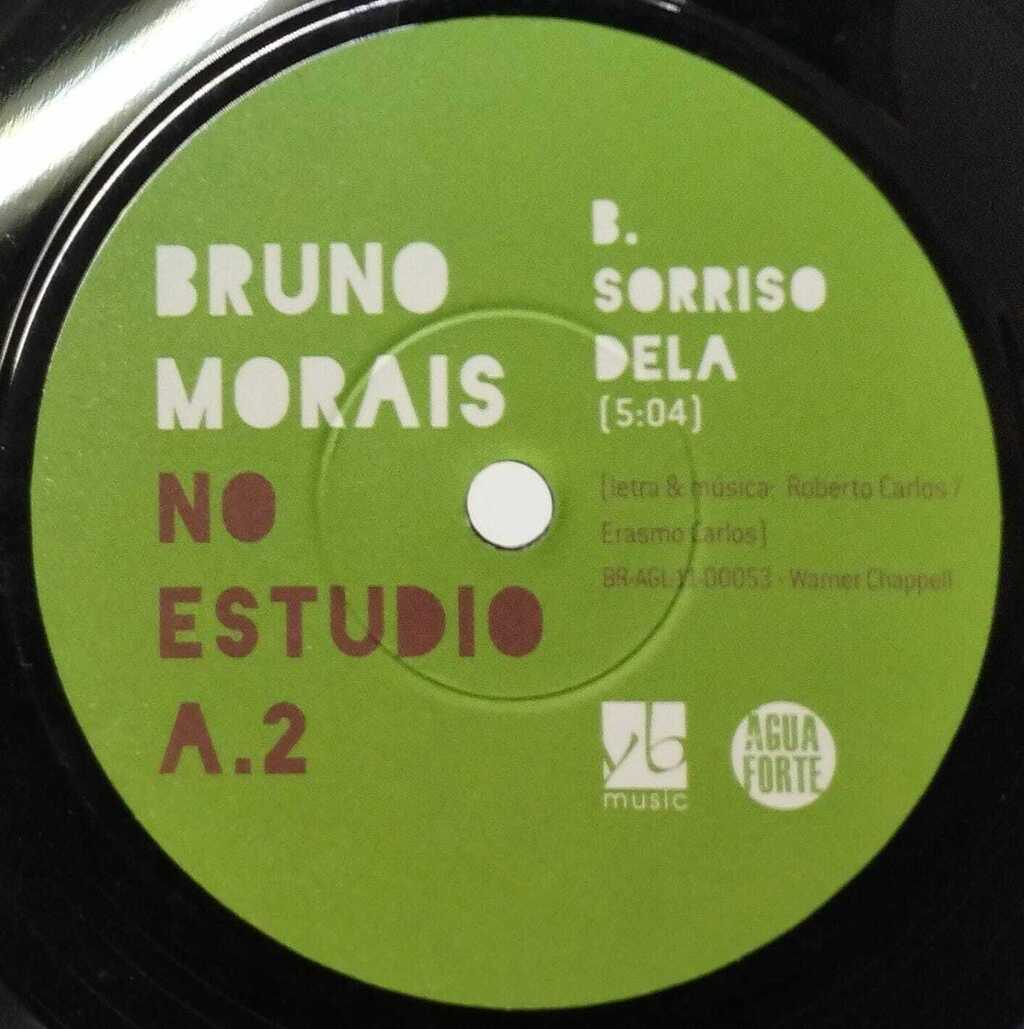 BRUNO
MORAIS
NO
ESTUDIO
A.2
B.
SORRISO
DELA
(5:04)
(letra & música: Roberto Carlos /
Erasmo Carlos)
BR-AGL-11-00053 - Warner Chappell
yb
music
AGUA
FORTE